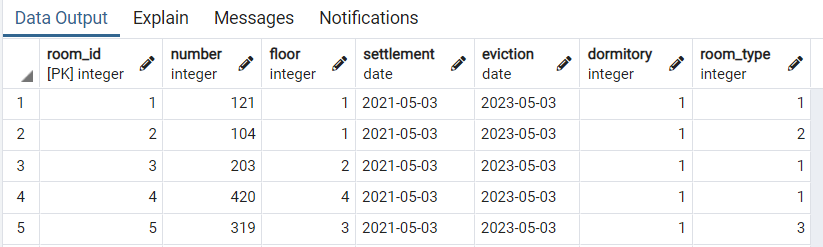 Data Output Explain Messages Notifications
room_id number floor settlement eviction dormitory room_type
[PK] integer integer integer date date integer integer
1 1 121 1 2021-05-03 2023-05-03 1 1
2 2 104 1 2021-05-03 2023-05-03 1 2
3 3 203 2 2021-05-03 2023-05-03 1 1
4 4 420 4 2021-05-03 2023-05-03 1 1
5 5 319 3 2021-05-03 2023-05-03 1 3